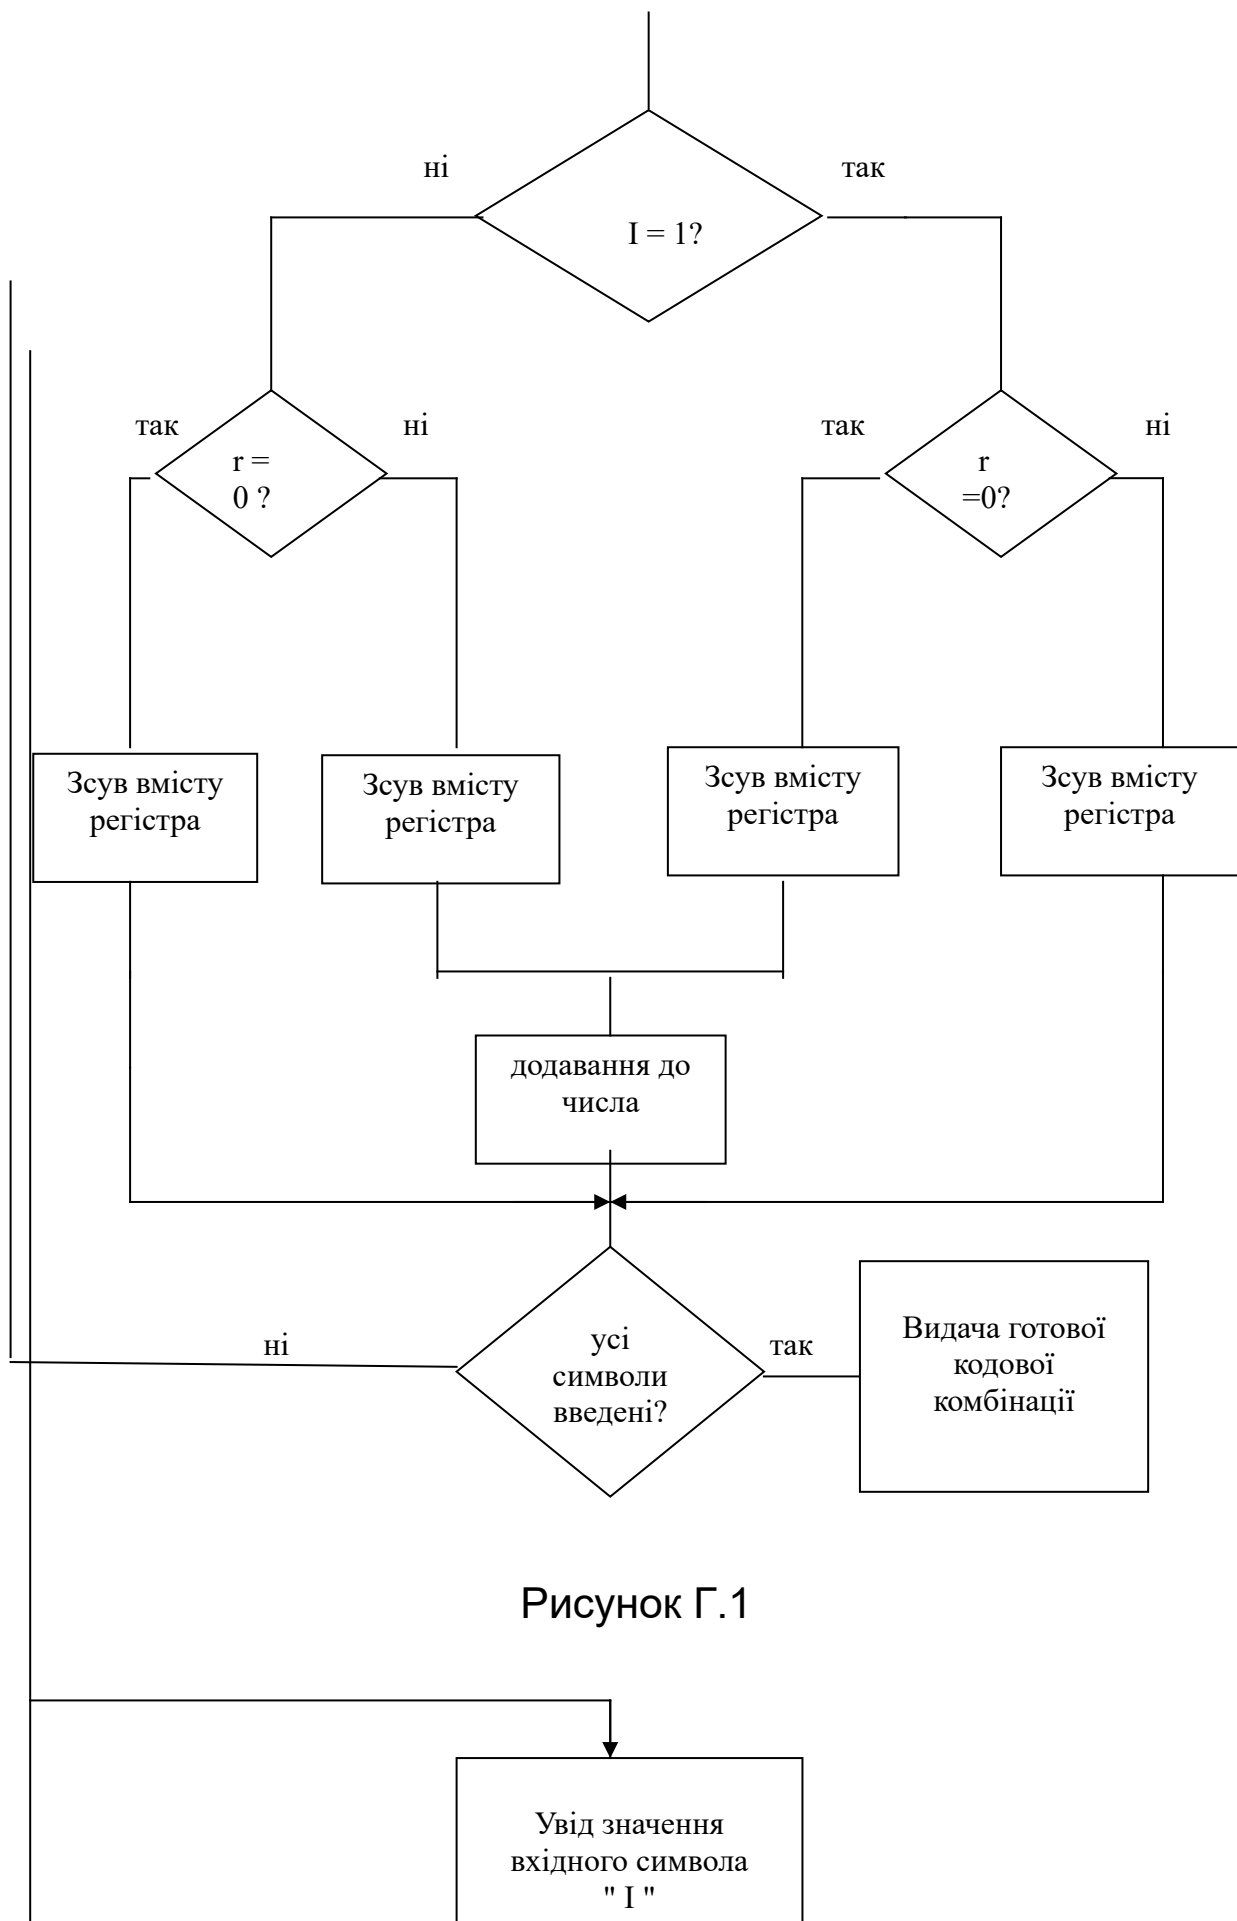 ні
так
I = 1?
так
r =
0 ?
ні
так
r
=0?
ні
Зсув вмісту
регістра
Зсув вмісту
регістра
Зсув вмісту
регістра
Зсув вмісту
регістра
додавання до
числа
ні
усі
символи
введені?
так
Видача готової
кодової
комбінації
Рисунок Г.1
Увід значення
вхідного символа
" I "